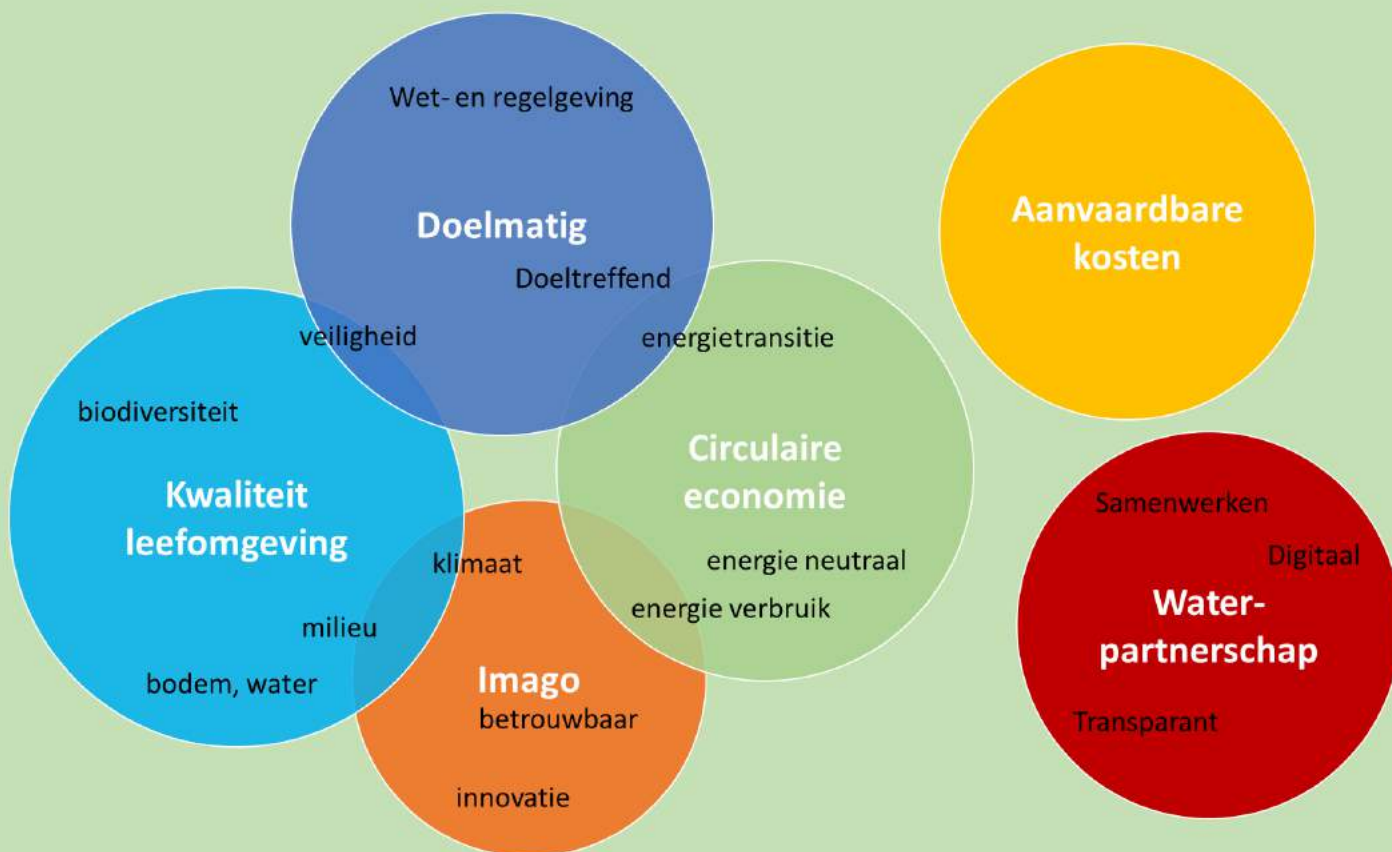 Wet- en regelgeving
Doelmatig
Doeltreffend
veiligheid
energietransitie
Aanvaardbare
kosten
biodiversiteit
Kwaliteit
leefomgeving
milieu
bodem, water
Circulaire
economie
energie neutraal
energie verbruik
klimaat
Imago
betrouwbaar
innovatie
Samenwerken
Digitaal
Water-
partnerschap
Transparant